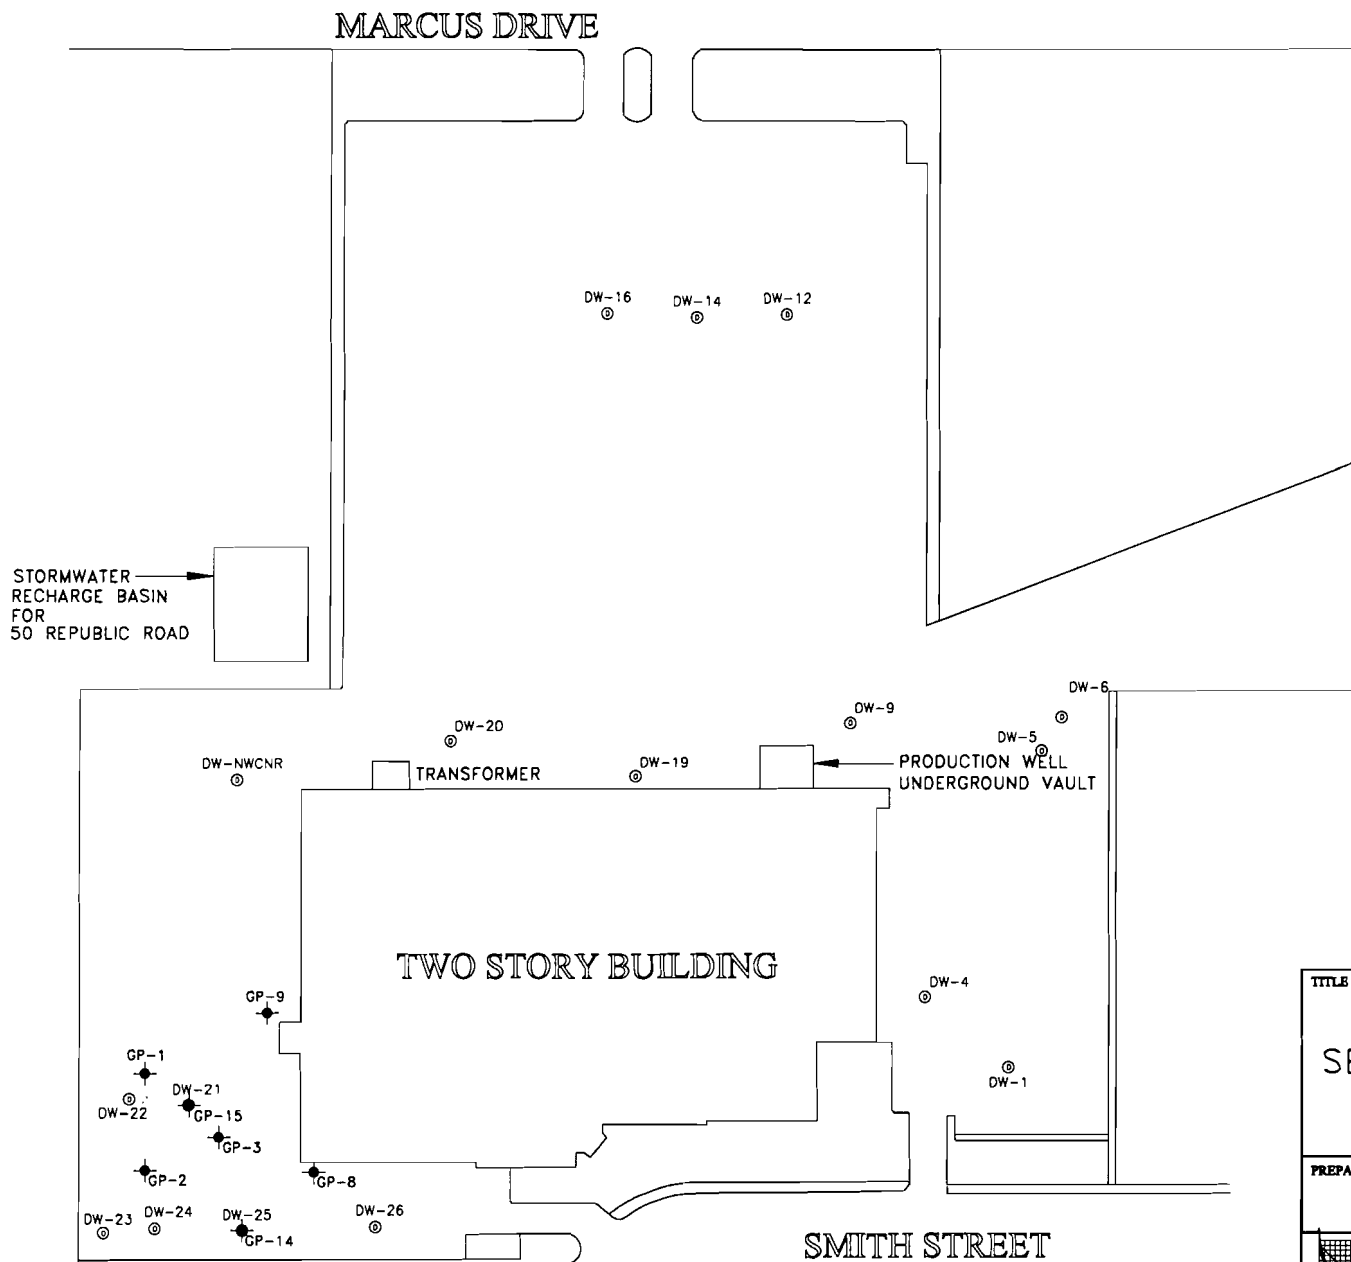 MARCUS DRIVE
DW-16
DW-14
DW-12
STORMWATER
RECHARGE BASIN
FOR
50 REPUBLIC ROAD
DW-6
DW-9
DW-20
DW-5
DW-NWCNR
TRANSFORMER
DW-19
PRODUCTION WELL
UNDERGROUND VAULT
TWO STORY BUILDING
DW-4
GP-9
GP-1
DW-1
DW-21
DW-22
GP-15
GP-3
GP-2
GP-8
DW-23
DW-24
DW-25
DW-26
GP-14
SMITH STREET
TITLE